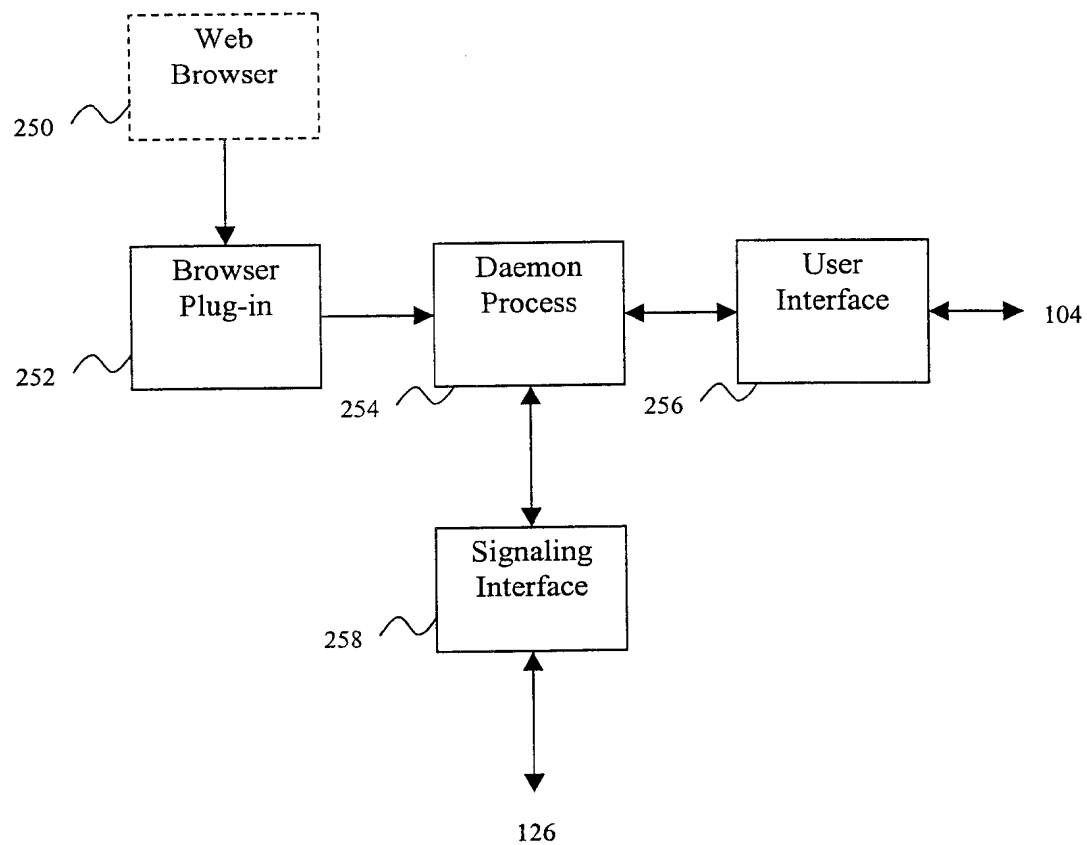 Web
Browser
250
Browser
Plug-in
252
Daemon
Process
254
User
Interface
256
104
Signaling
Interface
258
126